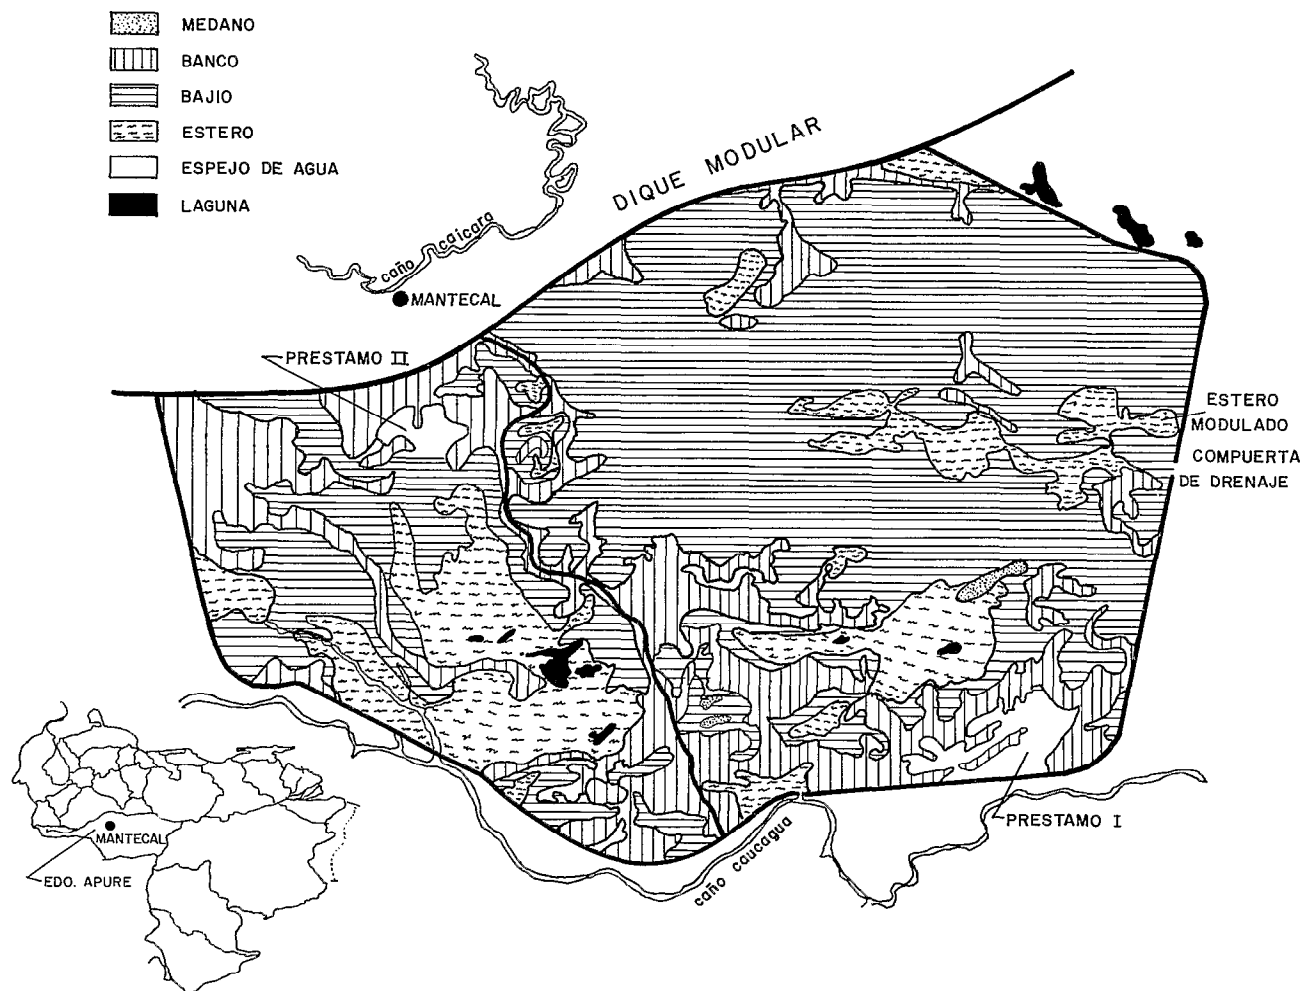 MEDANO
BANCO
BAJIO
ESTERO
ESPEJO DE AGUA
LAGUNA
DIQUE MODULAR
caño caicara
MANTECAL
PRESTAMO II
ESTERO
MODULADO
COMPUERTA
DE DRENAJE
PRESTAMO I
caño caucagua
MANTECAL
EDO. APURE